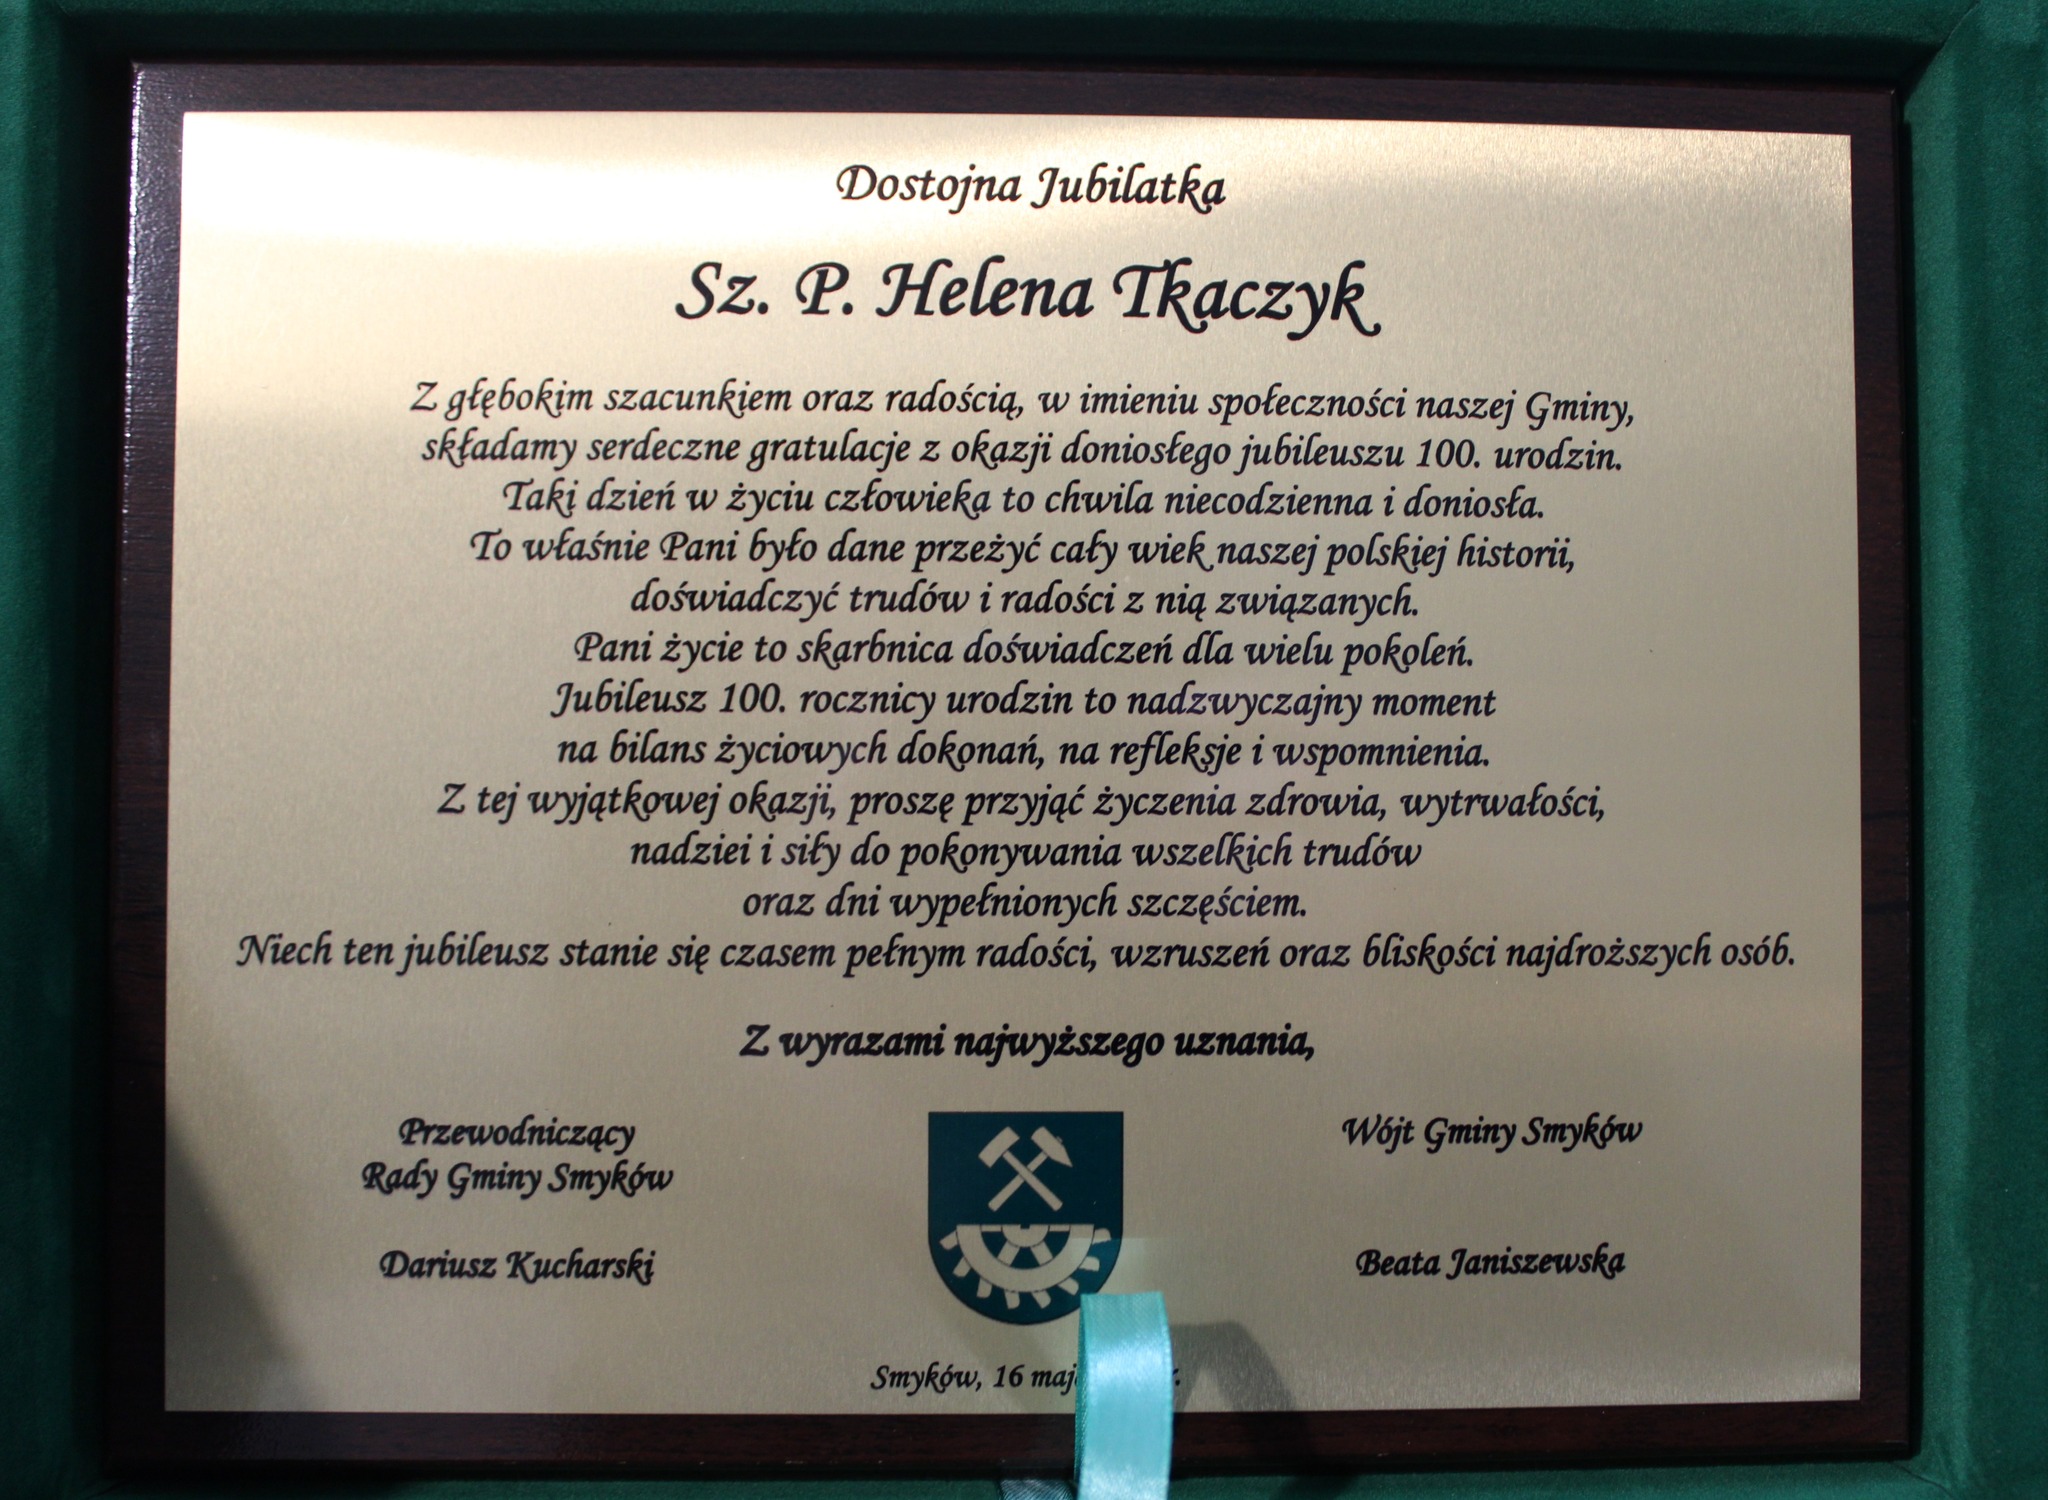 Dostojna Jubilatka
Sz. P. Helena Tkaczyk
Z głębokim szacunkiem oraz radością, w imieniu społeczności naszej Gminy,
składamy serdeczne gratulacje z okazji doniosłego jubileuszu 100. urodzin.
Taki dzień w życiu człowieka to chwila niecodzienna i doniosła.
To właśnie Pani było dane przeżyć cały wiek naszej polskiej historii,
doświadczyć trudów i radości z nią związanych.
Pani życie to skarbnica doświadczeń dla wielu pokoleń.
Jubileusz 100. rocznicy urodzin to nadzwyczajny moment
na bilans życiowych dokonań, na refleksje i wspomnienia.
Z tej wyjątkowej okazji, proszę przyjąć życzenia zdrowia, wytrwałości,
nadziei i siły do pokonywania wszelkich trudów
oraz dni wypełnionych szczęściem.
Niech ten jubileusz stanie się czasem pełnym radości, wzruszeń oraz bliskości najdroższych osób.
Z wyrazami najwyższego uznania,
Przewodniczący
Rady Gminy Smyków
Dariusz Kucharski
Wójt Gminy Smyków
Beata Janiszewska
Smyków, 16